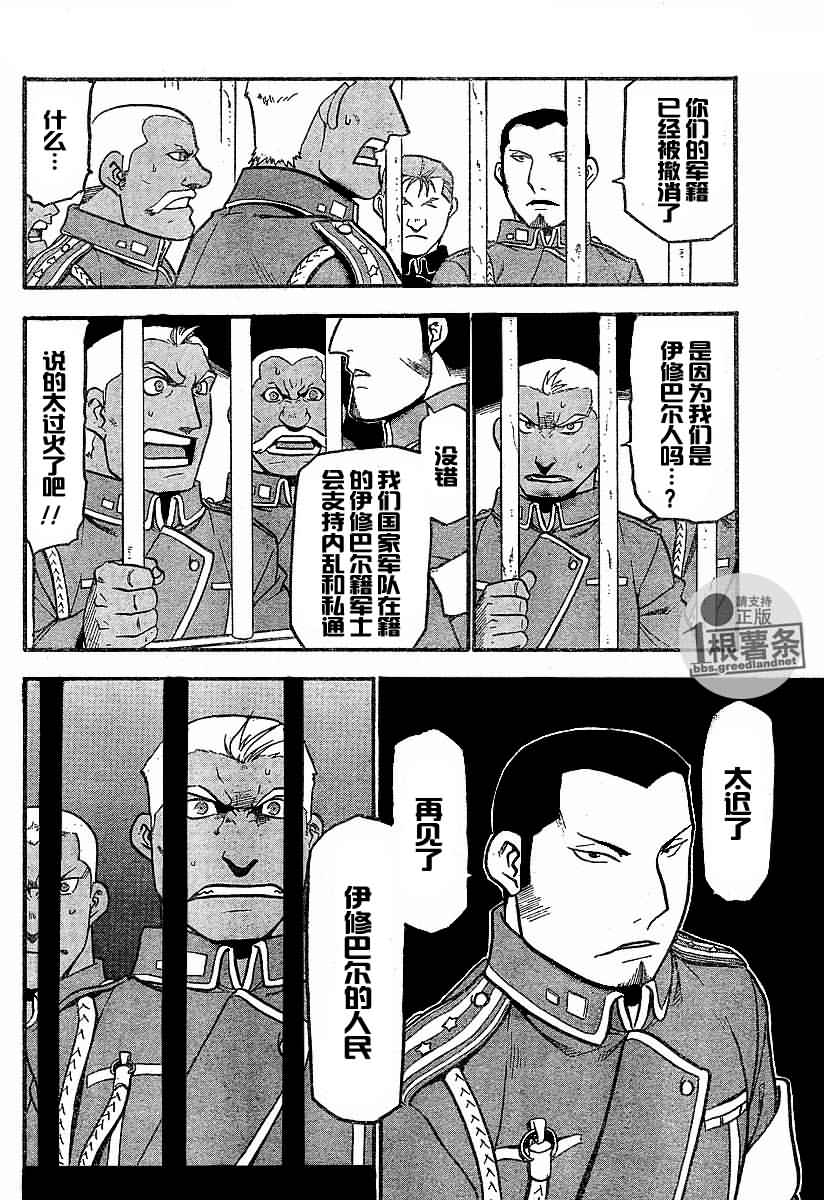 你们的军籍
已经被撤消
了
什么…
是因为我们是
伊修巴尔人吗…?
没错
我们国家军队在籍
的伊修巴尔籍军士
会支持内乱和私通
说的太过火了吧!!
太迟了
再见了
伊修巴尔的人民
請支持
正版
1根薯条
bbs.greedland.net